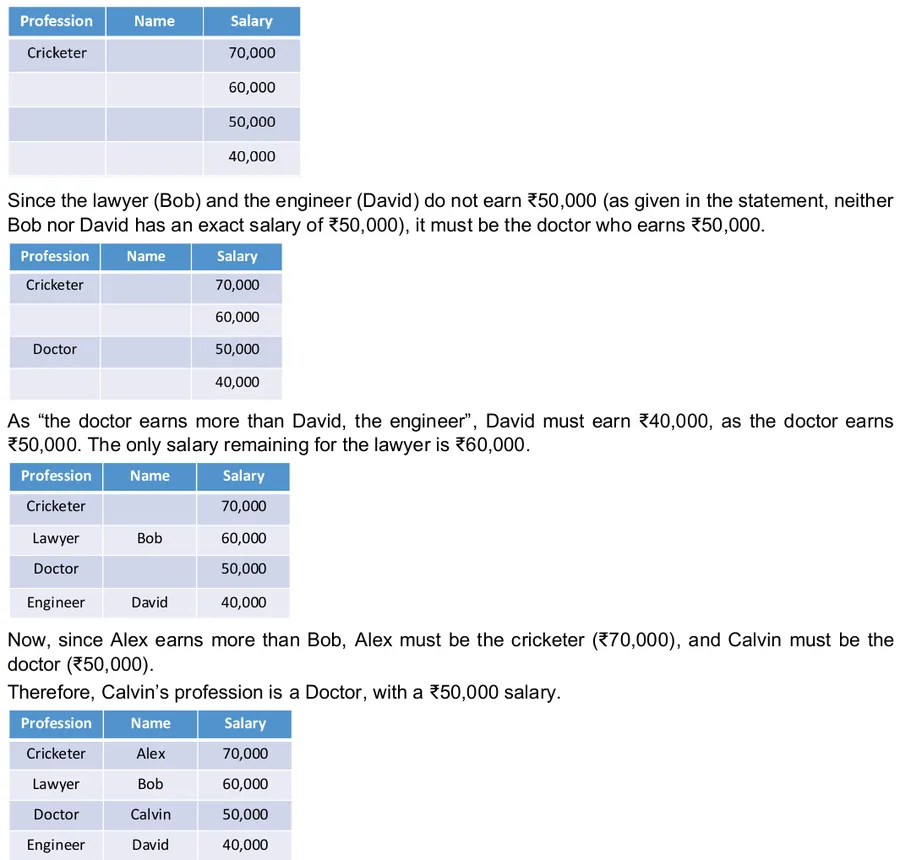 Profession Name Salary
Cricketer 70,000
60,000
50,000
40,000
Since the lawyer (Bob) and the engineer (David) do not earn ₹50,000 (as given in the statement, neither
Bob nor David has an exact salary of ₹50,000), it must be the doctor who earns ₹50,000.
Profession Name Salary
Cricketer 70,000
60,000
Doctor 50,000
40,000
As “the doctor earns more than David, the engineer”, David must earn ₹40,000, as the doctor earns
₹50,000. The only salary remaining for the lawyer is ₹60,000.
Profession Name Salary
Cricketer 70,000
Lawyer Bob 60,000
Doctor 50,000
Engineer David 40,000
Now, since Alex earns more than Bob, Alex must be the cricketer (₹70,000), and Calvin must be the
doctor (₹50,000).
Therefore, Calvin’s profession is a Doctor, with a ₹50,000 salary.
Profession Name Salary
Cricketer Alex 70,000
Lawyer Bob 60,000
Doctor Calvin 50,000
Engineer David 40,000